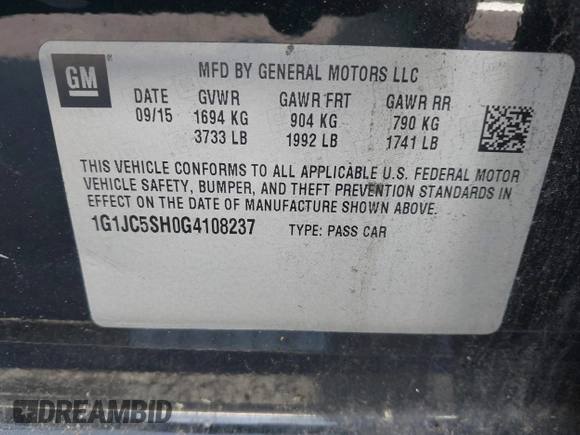 GM
MFD BY GENERAL MOTORS LLC
DATE GVWR GAWR FRT GAWR RR
09/15 1694 KG 904 KG 790 KG
3733 LB 1992 LB 1741 LB
THIS VEHICLE CONFORMS TO ALL APPLICABLE U.S. FEDERAL MOTOR
VEHICLE SAFETY, BUMPER, AND THEFT PREVENTION STANDARDS IN
EFFECT ON THE DATE OF MANUFACTURE SHOWN ABOVE.
1G1JC5SH0G4108237 TYPE: PASS CAR
DREAMBID